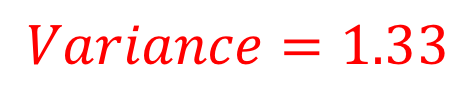 Variance = 1.33